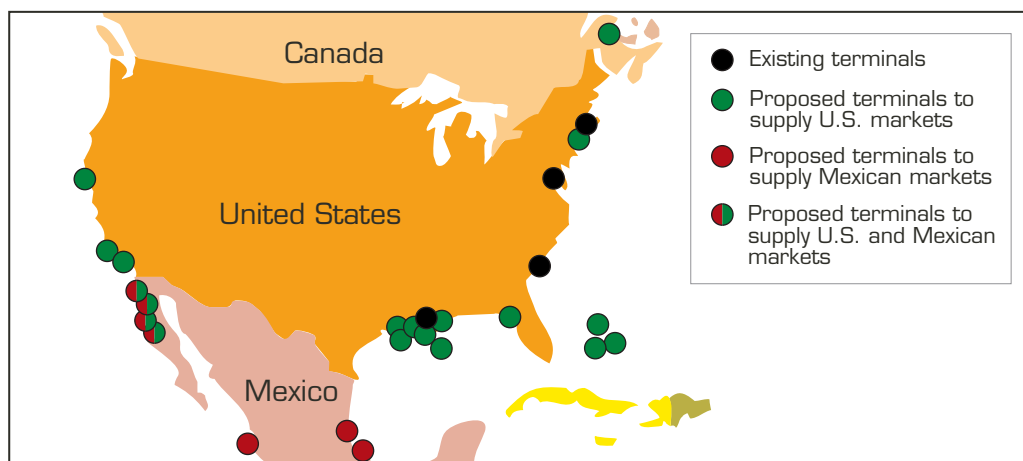 Canada
United States
Mexico
Existing terminals
Proposed terminals to
supply U.S. markets
Proposed terminals to
supply Mexican markets
Proposed terminals to
supply U.S. and Mexican
markets